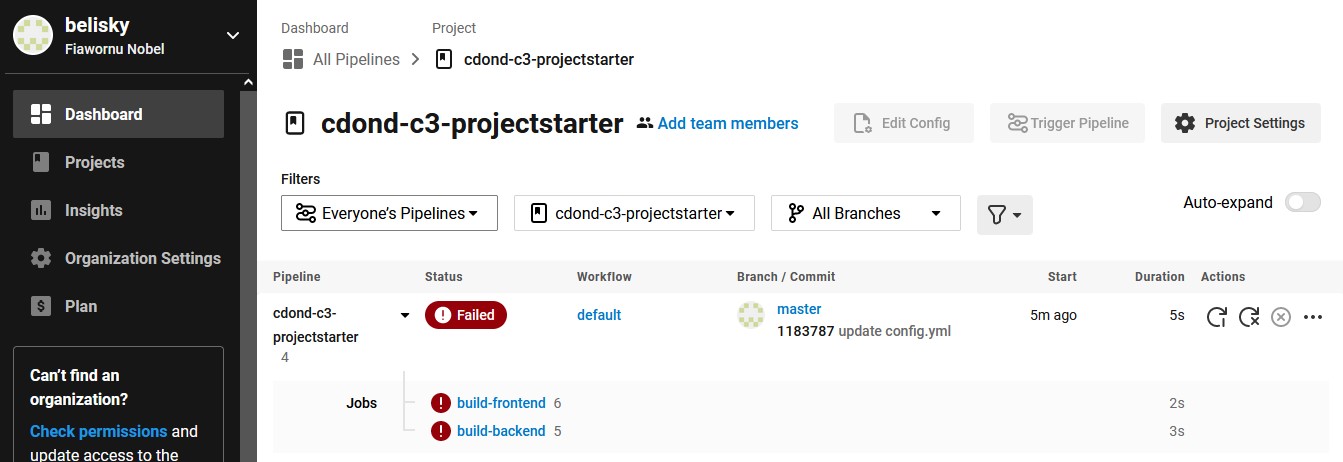 belisky
Fiawornu Nobel
Dashboard
Projects
Insights
Organization Settings
Plan
Can't find an
organization?
Check permissions and
update access to the
Dashboard Project
All Pipelines cdond-c3-projectstarter
cdond-c3-projectstarter Add team members Edit Config Trigger Pipeline Project Settings
Filters
Everyone's Pipelines cdond-c3-projectstarter All Branches Auto-expand
Pipeline Status Workflow Branch / Commit Start Duration Actions
cdond-c3-
projectstarter
4
Failed default master 5m ago 5s
1183787 update config.yml
Jobs build-frontend 6 2s
build-backend 5 3s